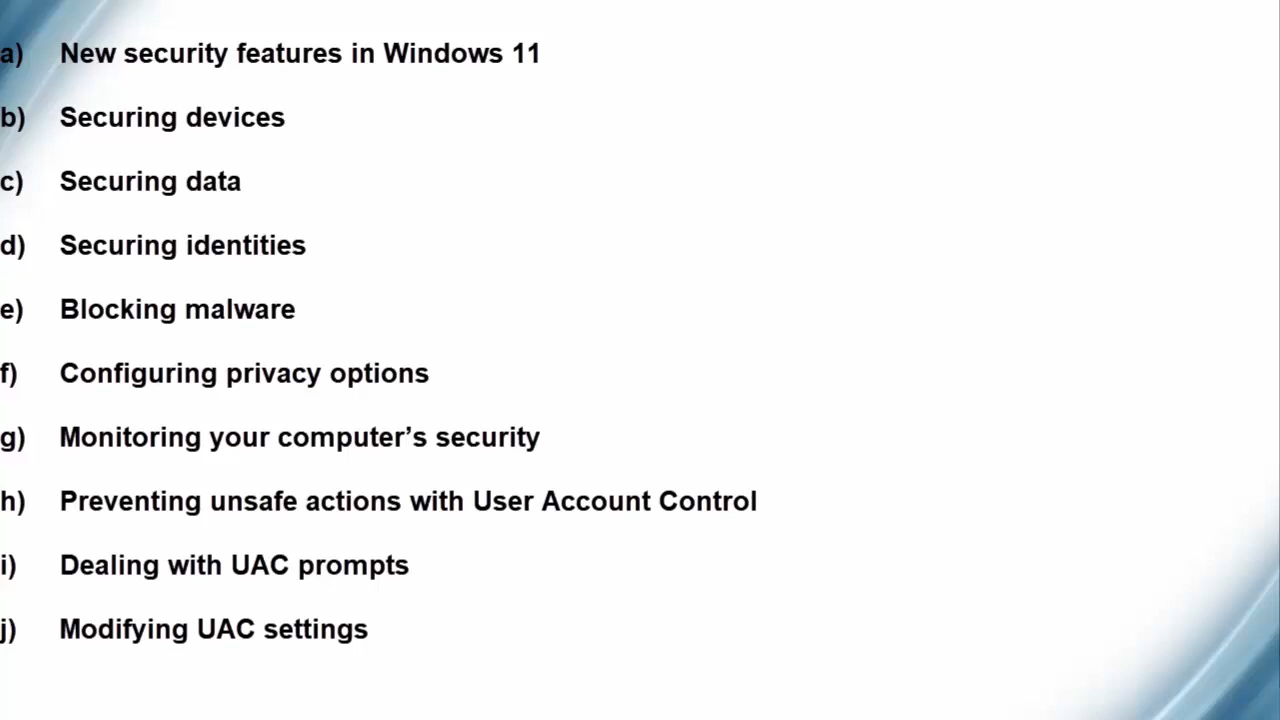 a) New security features in Windows 11
b) Securing devices
c) Securing data
d) Securing identities
e) Blocking malware
f) Configuring privacy options
g) Monitoring your computer’s security
h) Preventing unsafe actions with User Account Control
i) Dealing with UAC prompts
j) Modifying UAC settings